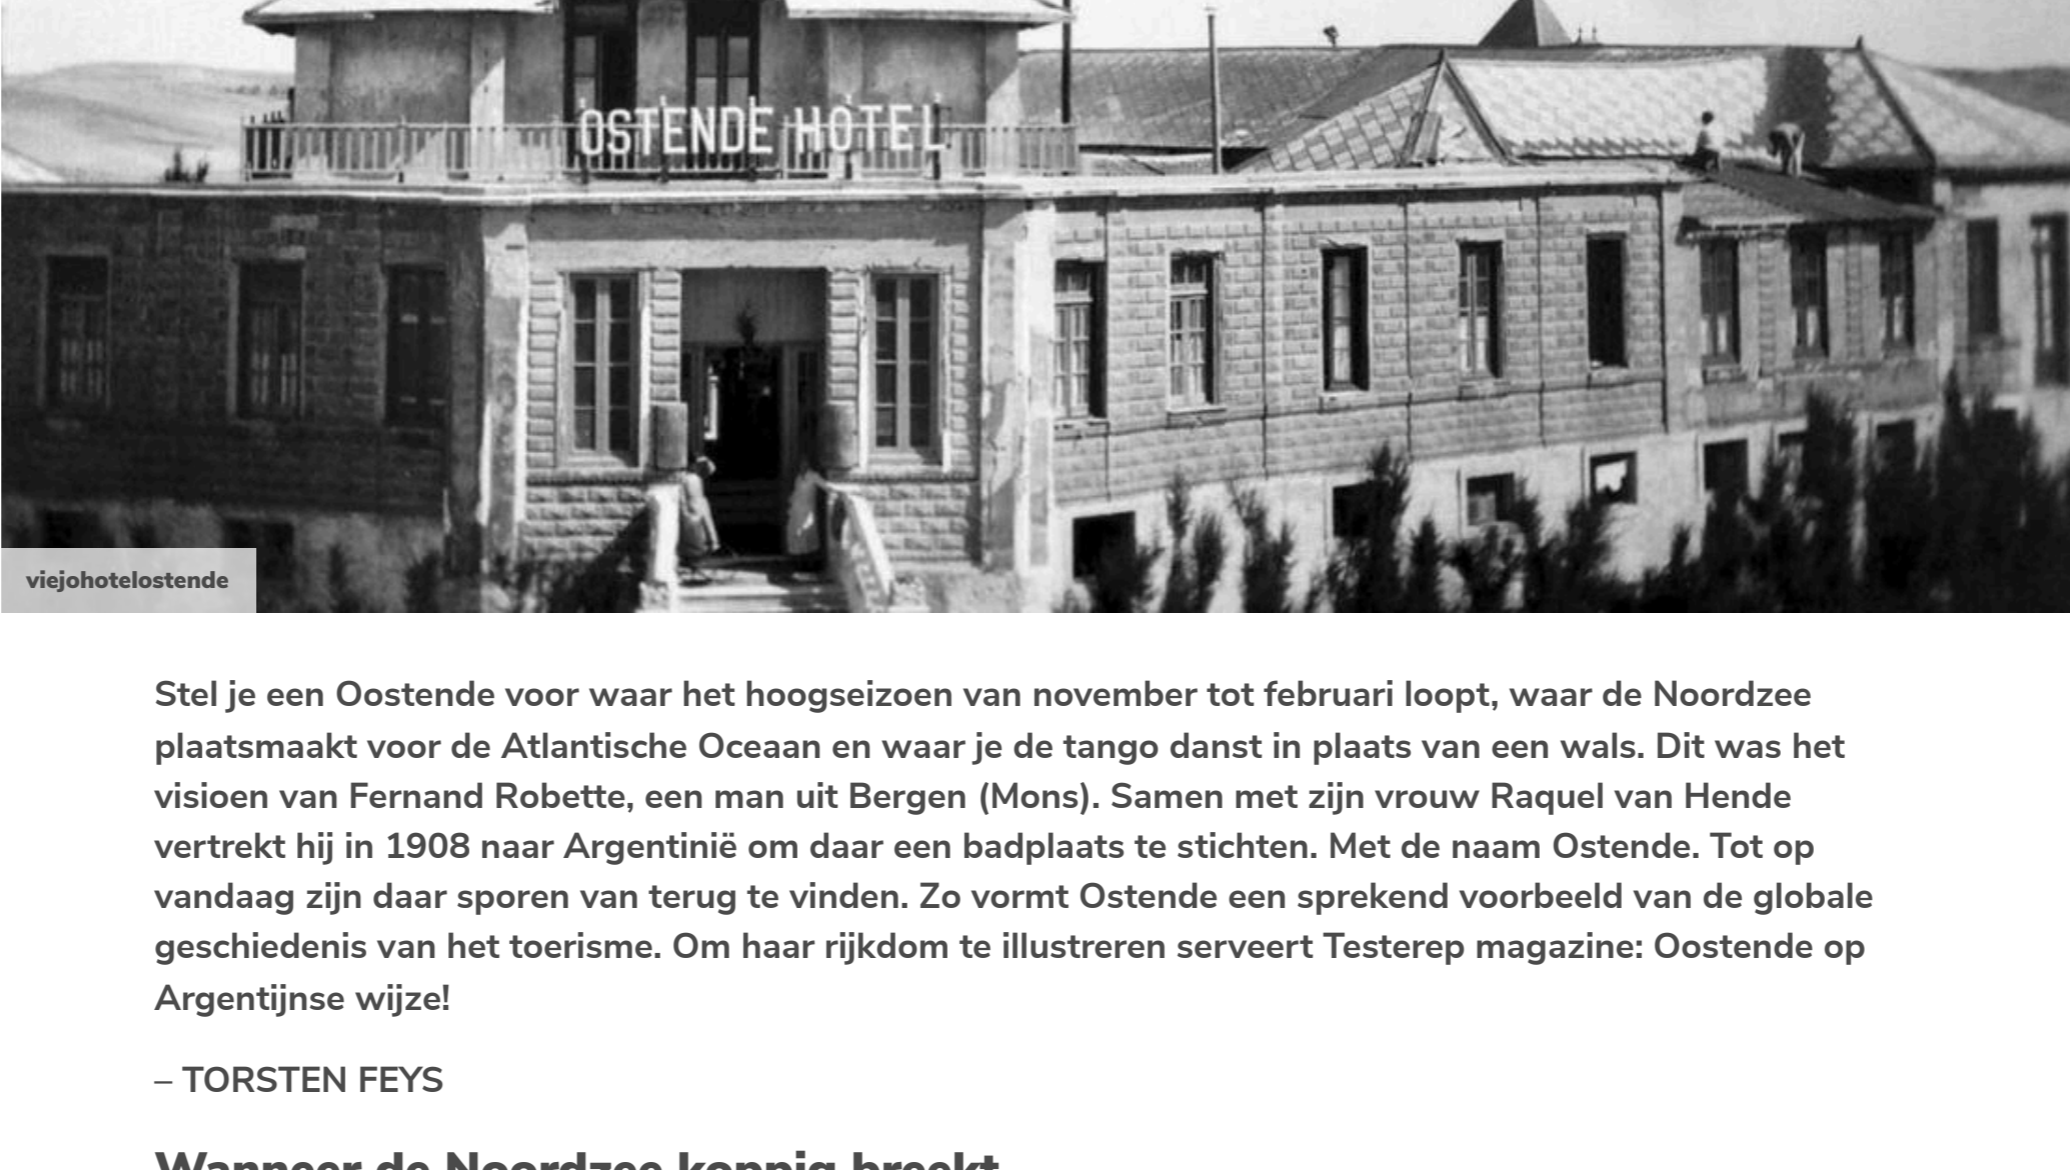 OSTENDE HOTEL
viejohotelostende
Stel je een Oostende voor waar het hoogseizoen van november tot februari loopt, waar de Noordzee
plaatsmaakt voor de Atlantische Oceaan en waar je de tango danst in plaats van een wals. Dit was het
visioen van Fernand Robette, een man uit Bergen (Mons). Samen met zijn vrouw Raquel van Hende
vertrekt hij in 1908 naar Argentinië om daar een badplaats te stichten. Met de naam Ostende. Tot op
vandaag zijn daar sporen van terug te vinden. Zo vormt Ostende een sprekend voorbeeld van de globale
geschiedenis van het toerisme. Om haar rijkdom te illustreren serveert Testerep magazine: Oostende op
Argentijnse wijze!
– TORSTEN FEYS
Wanneer de Noordzee koppig breekt